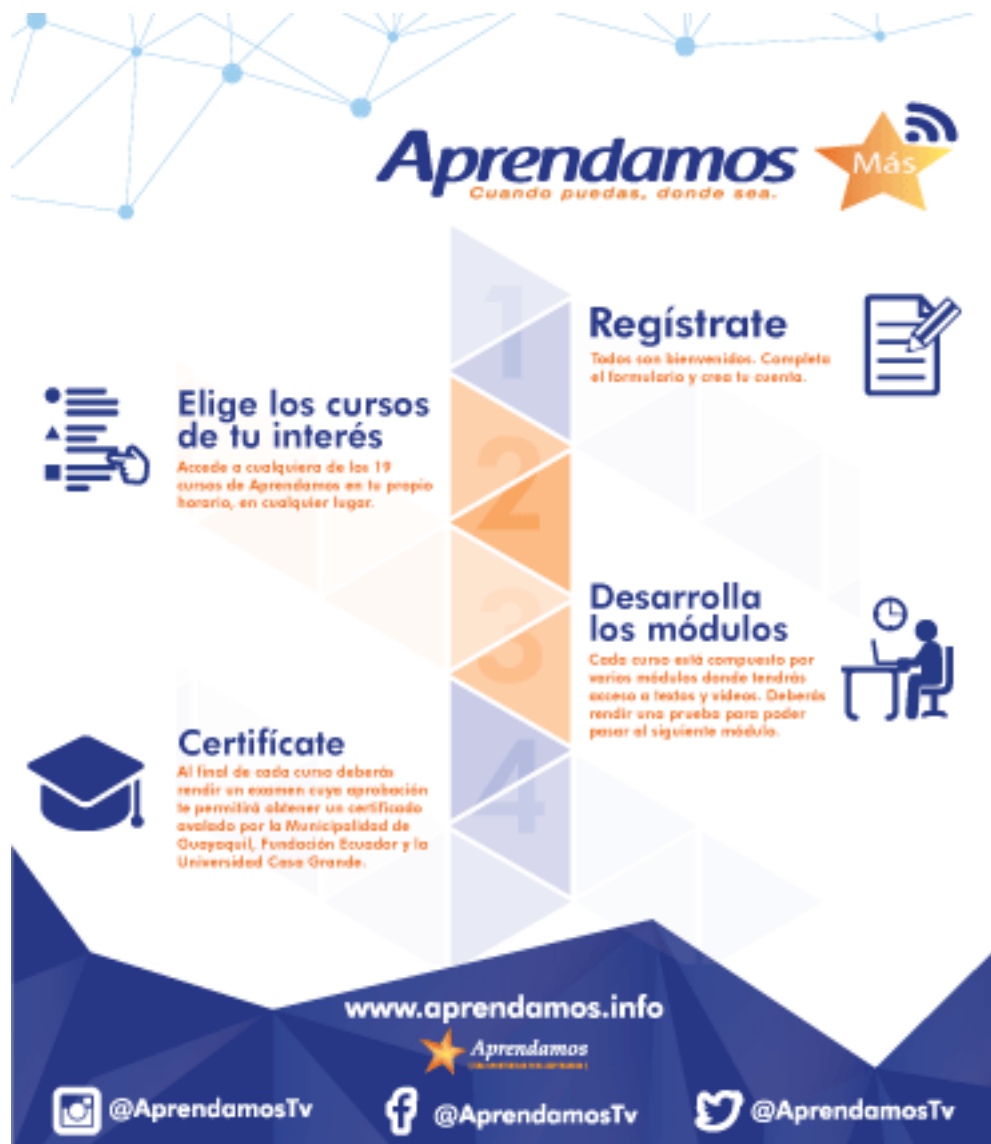 Aprendamos
Más
Cuando puedas, donde sea.
1
Regístrate
Todos son bienvenidos. Completa
el formulario y crea tu cuenta.
2
Elige los cursos
de tu interés
Accede a cualquiera de los 19
cursos de Aprendamos en tu propio
horario, en cualquier lugar.
3
Desarrolla
los módulos
Cada curso está compuesto por
varios módulos donde tendrás
acceso a textos y videos. Deberás
rendir una prueba para poder
pasar al siguiente módulo.
4
Certifícate
Al final de cada curso deberás
rendir un examen cuya aprobación
te permitirá obtener un certificado
avalado por la Municipalidad de
Guayaquil, Fundación Ecuador y la
Universidad Casa Grande.
www.aprendamos.info
Aprendamos
@AprendamosTv
@AprendamosTv
@AprendamosTv